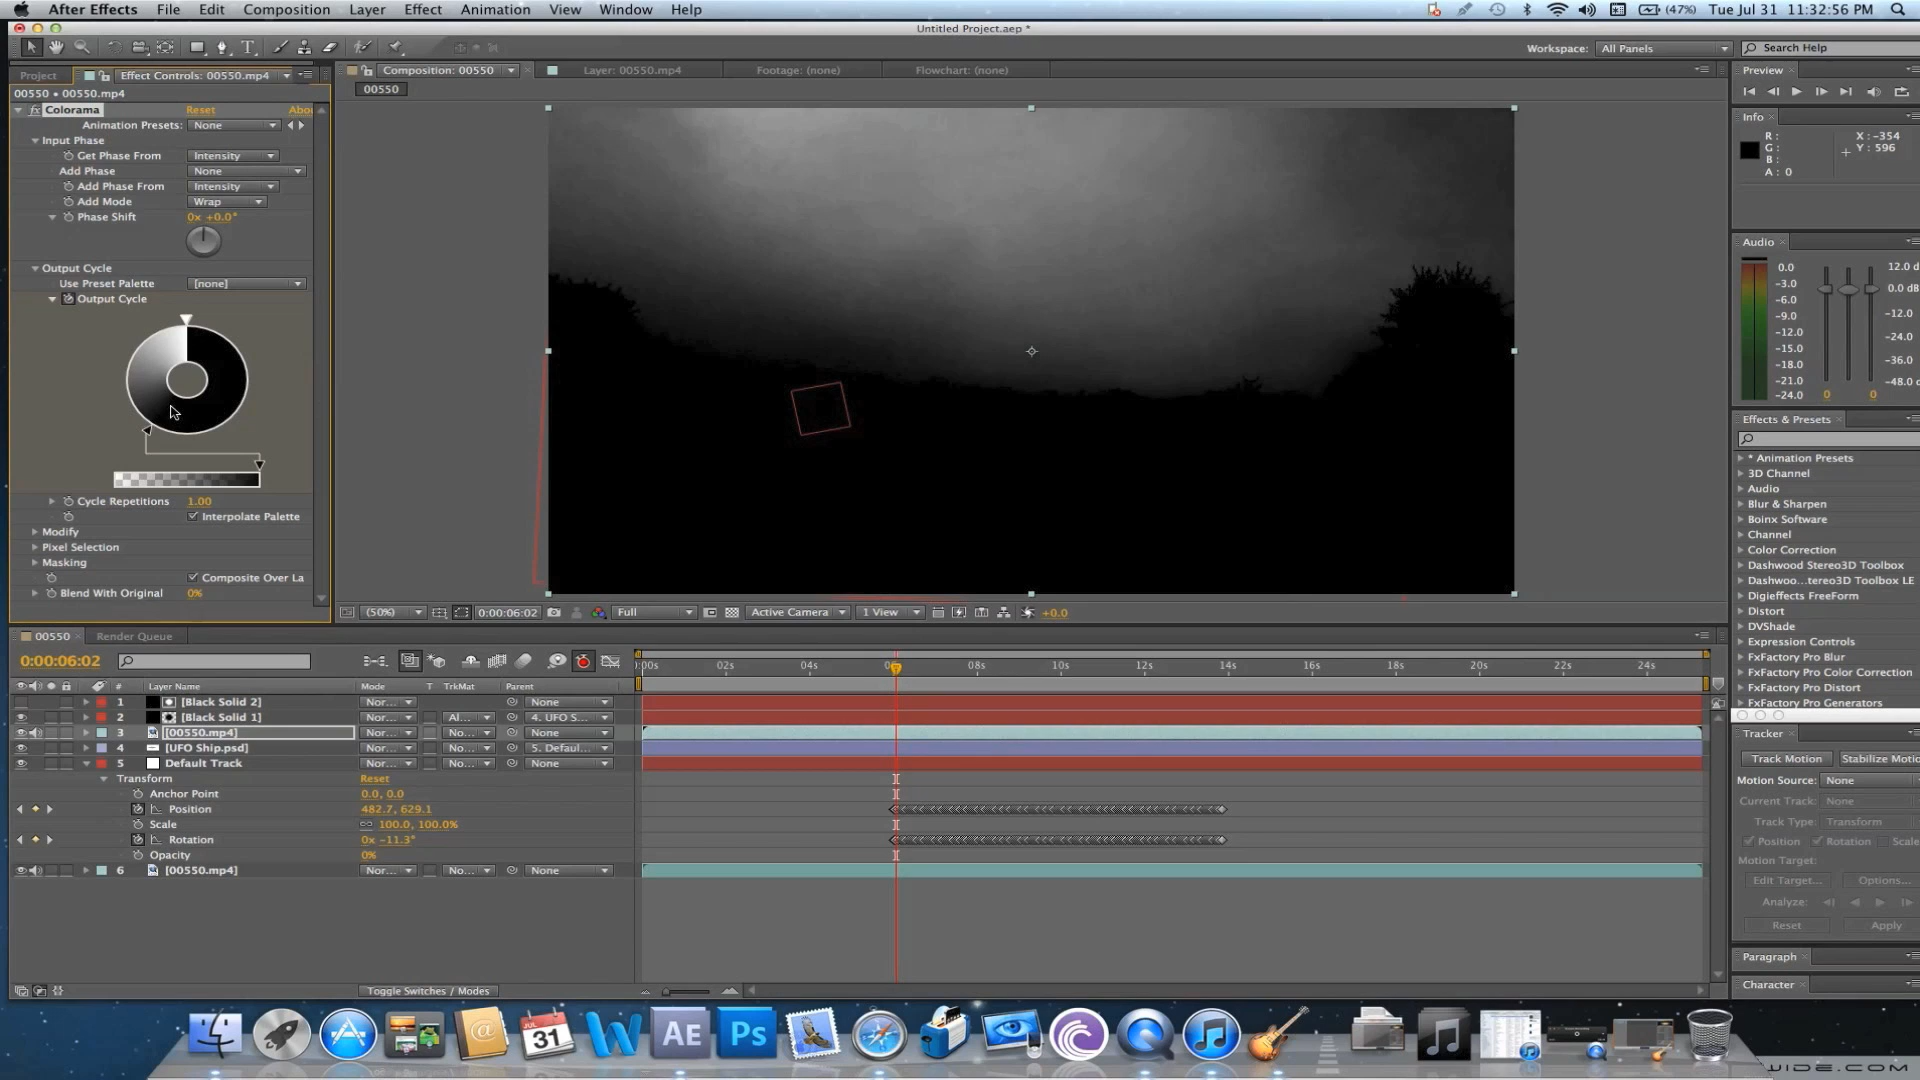 After Effects File Edit Composition Layer Effect Animation View Window Help (47%) Tue Jul 31 11:32:56 PM
Untitled Project.aep *
Workspace: All Panels Search Help
Project Effect Controls: 00550.mp4
00550 • 00550.mp4
Colorama Reset Abou
Animation Presets: None
Input Phase
Get Phase From Intensity
Add Phase None
Add Phase From Intensity
Add Mode Wrap
Phase Shift 0x +0.0°
Output Cycle
Use Preset Palette [none]
Output Cycle
Cycle Repetitions 1.00
Interpolate Palette
Modify
Pixel Selection
Masking
Composite Over La
Blend With Original 0%
Composition: 00550 Layer: 00550.mp4 Footage: (none) Flowchart: (none)
00550
(50%) 0:00:06:02 Full Active Camera 1 View +0.0
Preview
Info
R: X: -354
G: Y: 596
B:
A: 0
Audio
0.0 12.0 dB
-3.0
-6.0 0.0 dB
-9.0
-12.0 -12.0
-15.0 -24.0
-18.0 -36.0
-21.0
-24.0 -48.0
0 0
Effects & Presets
* Animation Presets
3D Channel
Audio
Blur & Sharpen
Boinx Software
Channel
Color Correction
Dashwood Stereo3D Toolbox
Dashwoo...tereo3D Toolbox LE
Digieffects FreeForm
Distort
DVShade
Expression Controls
FxFactory Pro Blur
FxFactory Pro Color Correction
FxFactory Pro Distort
FxFactory Pro Generators
Tracker
Track Motion Stabilize Motio
Motion Source: None
Current Track: None
Track Type: Transform
Position Rotation Scale
Motion Target:
Edit Target... Options...
Analyze:
Reset Apply
Paragraph
Character
00550 Render Queue
0:00:06:02
:00s 02s 04s 0 08s 10s 12s 14s 16s 18s 20s 22s 24s
# Layer Name Mode T TrkMat Parent
1 [Black Solid 2] Nor... None
2 [Black Solid 1] Nor... Al... 4. UFO S...
3 [00550.mp4] Nor... No... None
4 [UFO Ship.psd] Nor... No... 5. Defaul...
5 Default Track Nor... No... None
Transform Reset
Anchor Point 0.0, 0.0
Position 482.7, 629.1
Scale 100.0, 100.0%
Rotation 0x -11.3°
Opacity 0%
6 [00550.mp4] Nor... No... None
Toggle Switches / Modes
JUL 31 W AE Ps
WIDE.COM